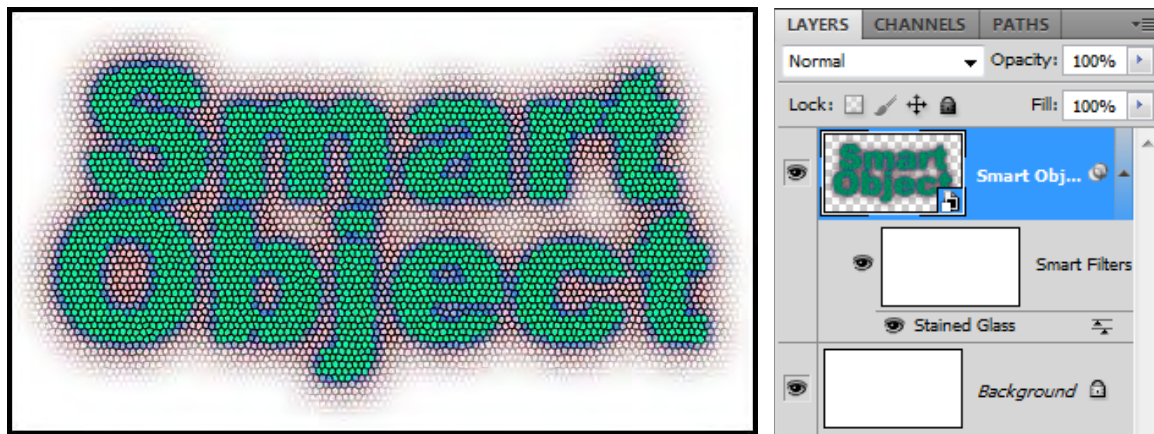 Smart
Object
LAYERS CHANNELS PATHS
Normal Opacity: 100%
Lock: Fill: 100%
Smart
Object
Smart Obj...
Smart Filters
Stained Glass
Background